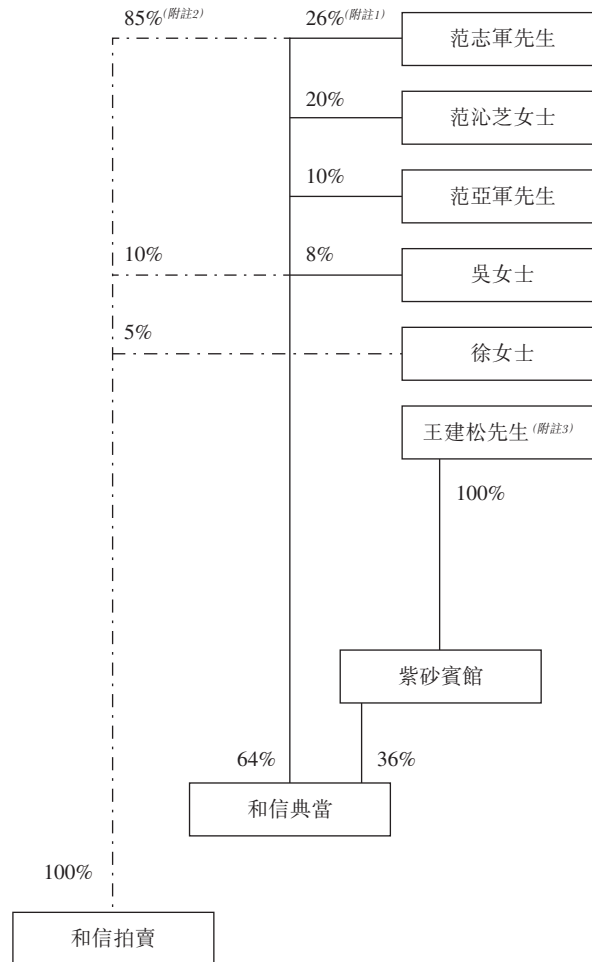 85%(附註2)
26%(附註1)
范志軍先生
20%
范沁芝女士
10%
范亞軍先生
10%
8%
吳女士
5%
徐女士
王建松先生(附註3)
100%
紫砂賓館
64%
36%
和信典當
100%
和信拍賣